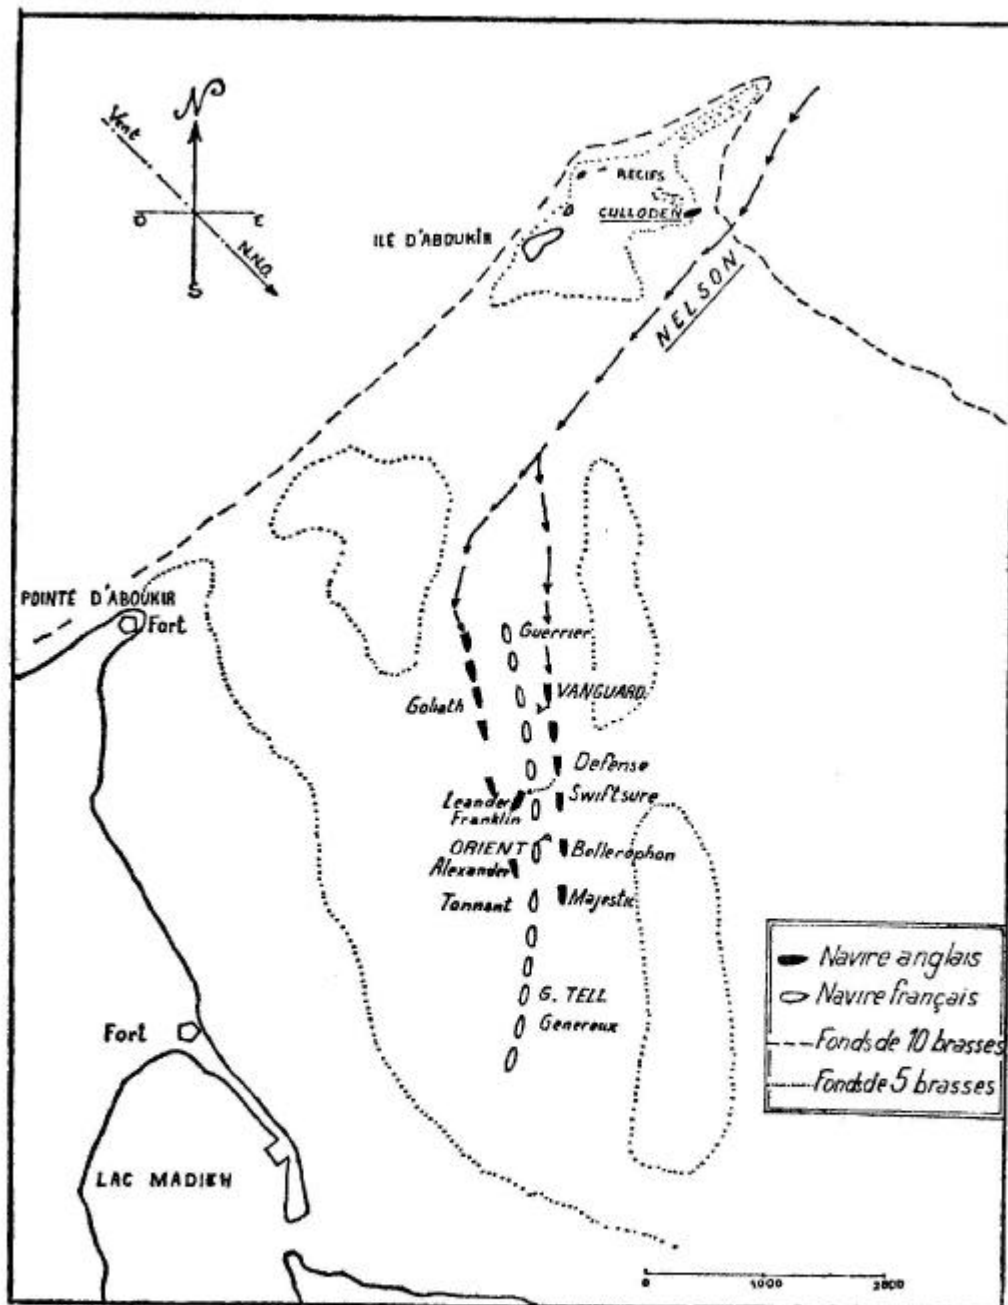 N
Vent
O
E
N.N.O.
S
RECIFS
CULLODEN
ILE D'ABOUKIR
NELSON
POINTE D'ABOUKIR
Fort
Guerrier
Goliath
VANGUARD.
Defense
Leander
Swiftsure
Franklin
ORIENT
Bellerophon
Alexander
Tonnant
Majestic
Navire anglais
Navire français
Fonds de 10 brasses
Fonds de 5 brasses
G. TELL
Genereux
Fort
LAC MADIEH
0 1000 2000